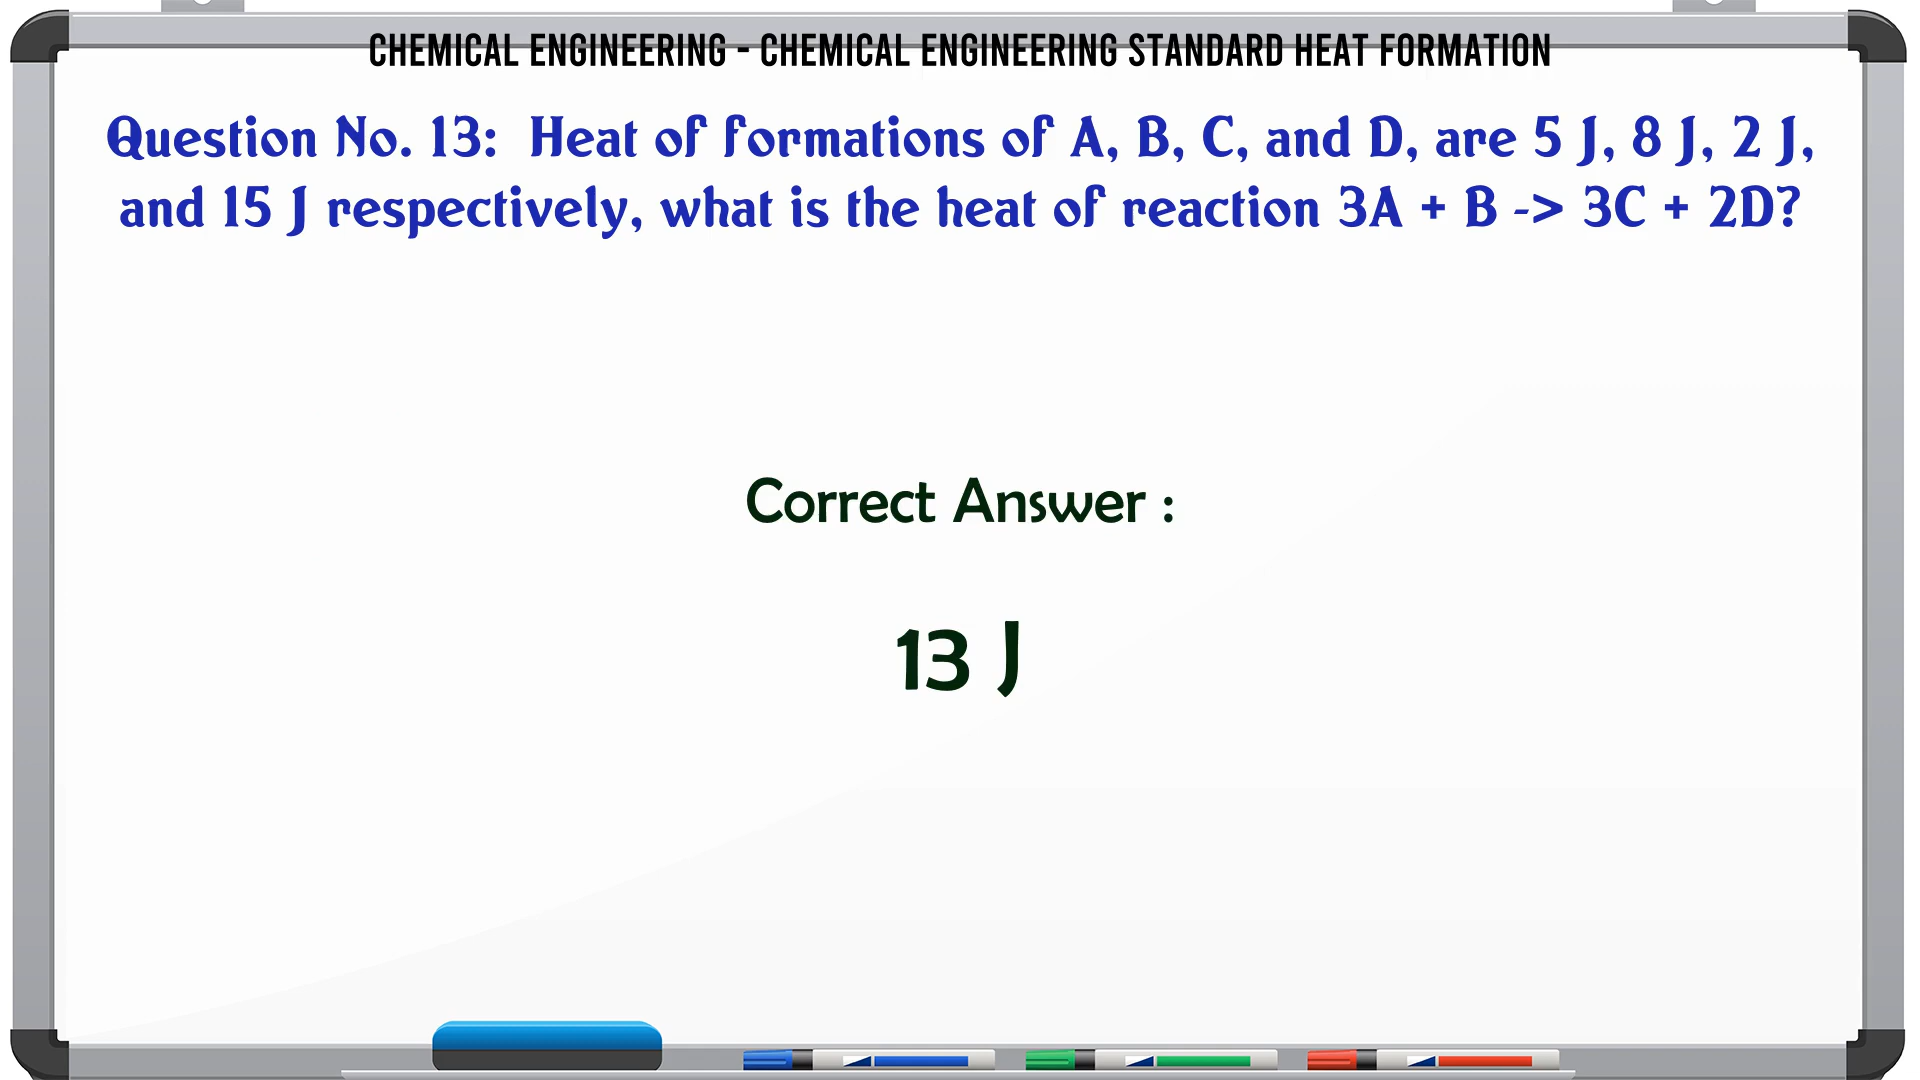 CHEMICAL ENGINEERING - CHEMICAL ENGINEERING STANDARD HEAT FORMATION
Question No. 13:  Heat of formations of A, B, C, and D, are 5 J, 8 J, 2 J,
and 15 J respectively, what is the heat of reaction 3A + B -> 3C + 2D?
Correct Answer :
13 J